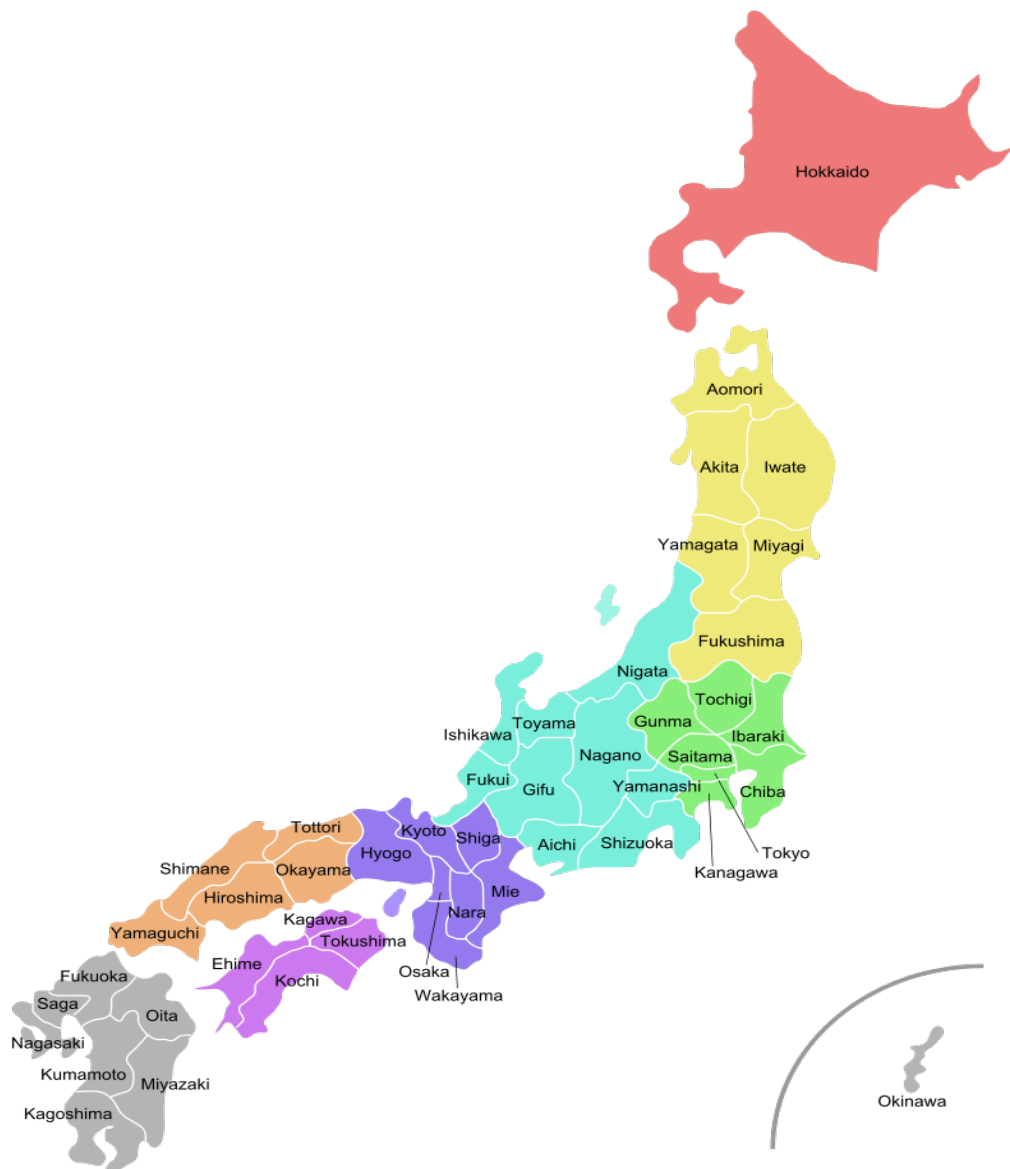 Hokkaido
Aomori
Akita
Iwate
Yamagata
Miyagi
Fukushima
Nigata
Tochigi
Gunma
Ibaraki
Toyama
Ishikawa
Nagano
Saitama
Fukui
Gifu
Yamanashi
Chiba
Kyoto
Shiga
Aichi
Shizuoka
Tokyo
Kanagawa
Tottori
Hyogo
Shimane
Okayama
Hiroshima
Mie
Nara
Kagawa
Yamaguchi
Tokushima
Ehime
Osaka
Kochi
Wakayama
Fukuoka
Saga
Oita
Nagasaki
Kumamoto
Miyazaki
Kagoshima
Okinawa